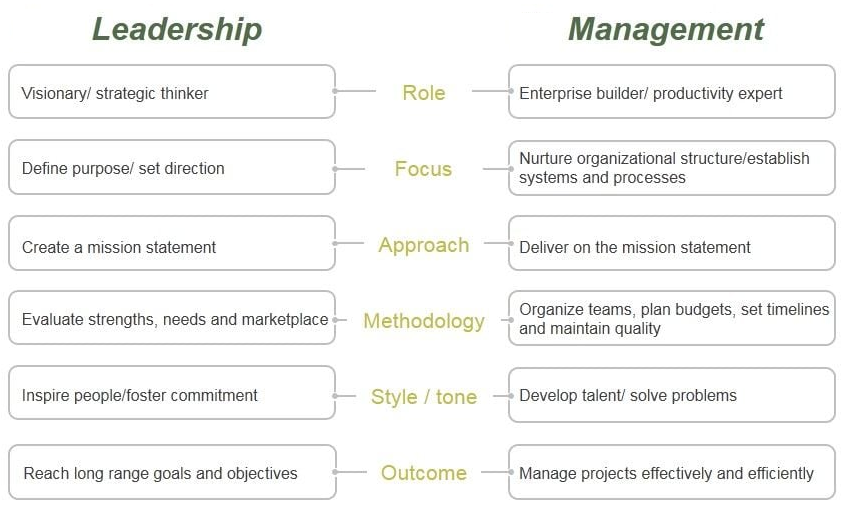 Leadership
Management
Visionary/ strategic thinker
Role
Enterprise builder/ productivity expert
Define purpose/ set direction
Focus
Nurture organizational structure/establish
systems and processes
Create a mission statement
Approach
Deliver on the mission statement
Evaluate strengths, needs and marketplace
Methodology
Organize teams, plan budgets, set timelines
and maintain quality
Inspire people/foster commitment
Style / tone
Develop talent/ solve problems
Reach long range goals and objectives
Outcome
Manage projects effectively and efficiently